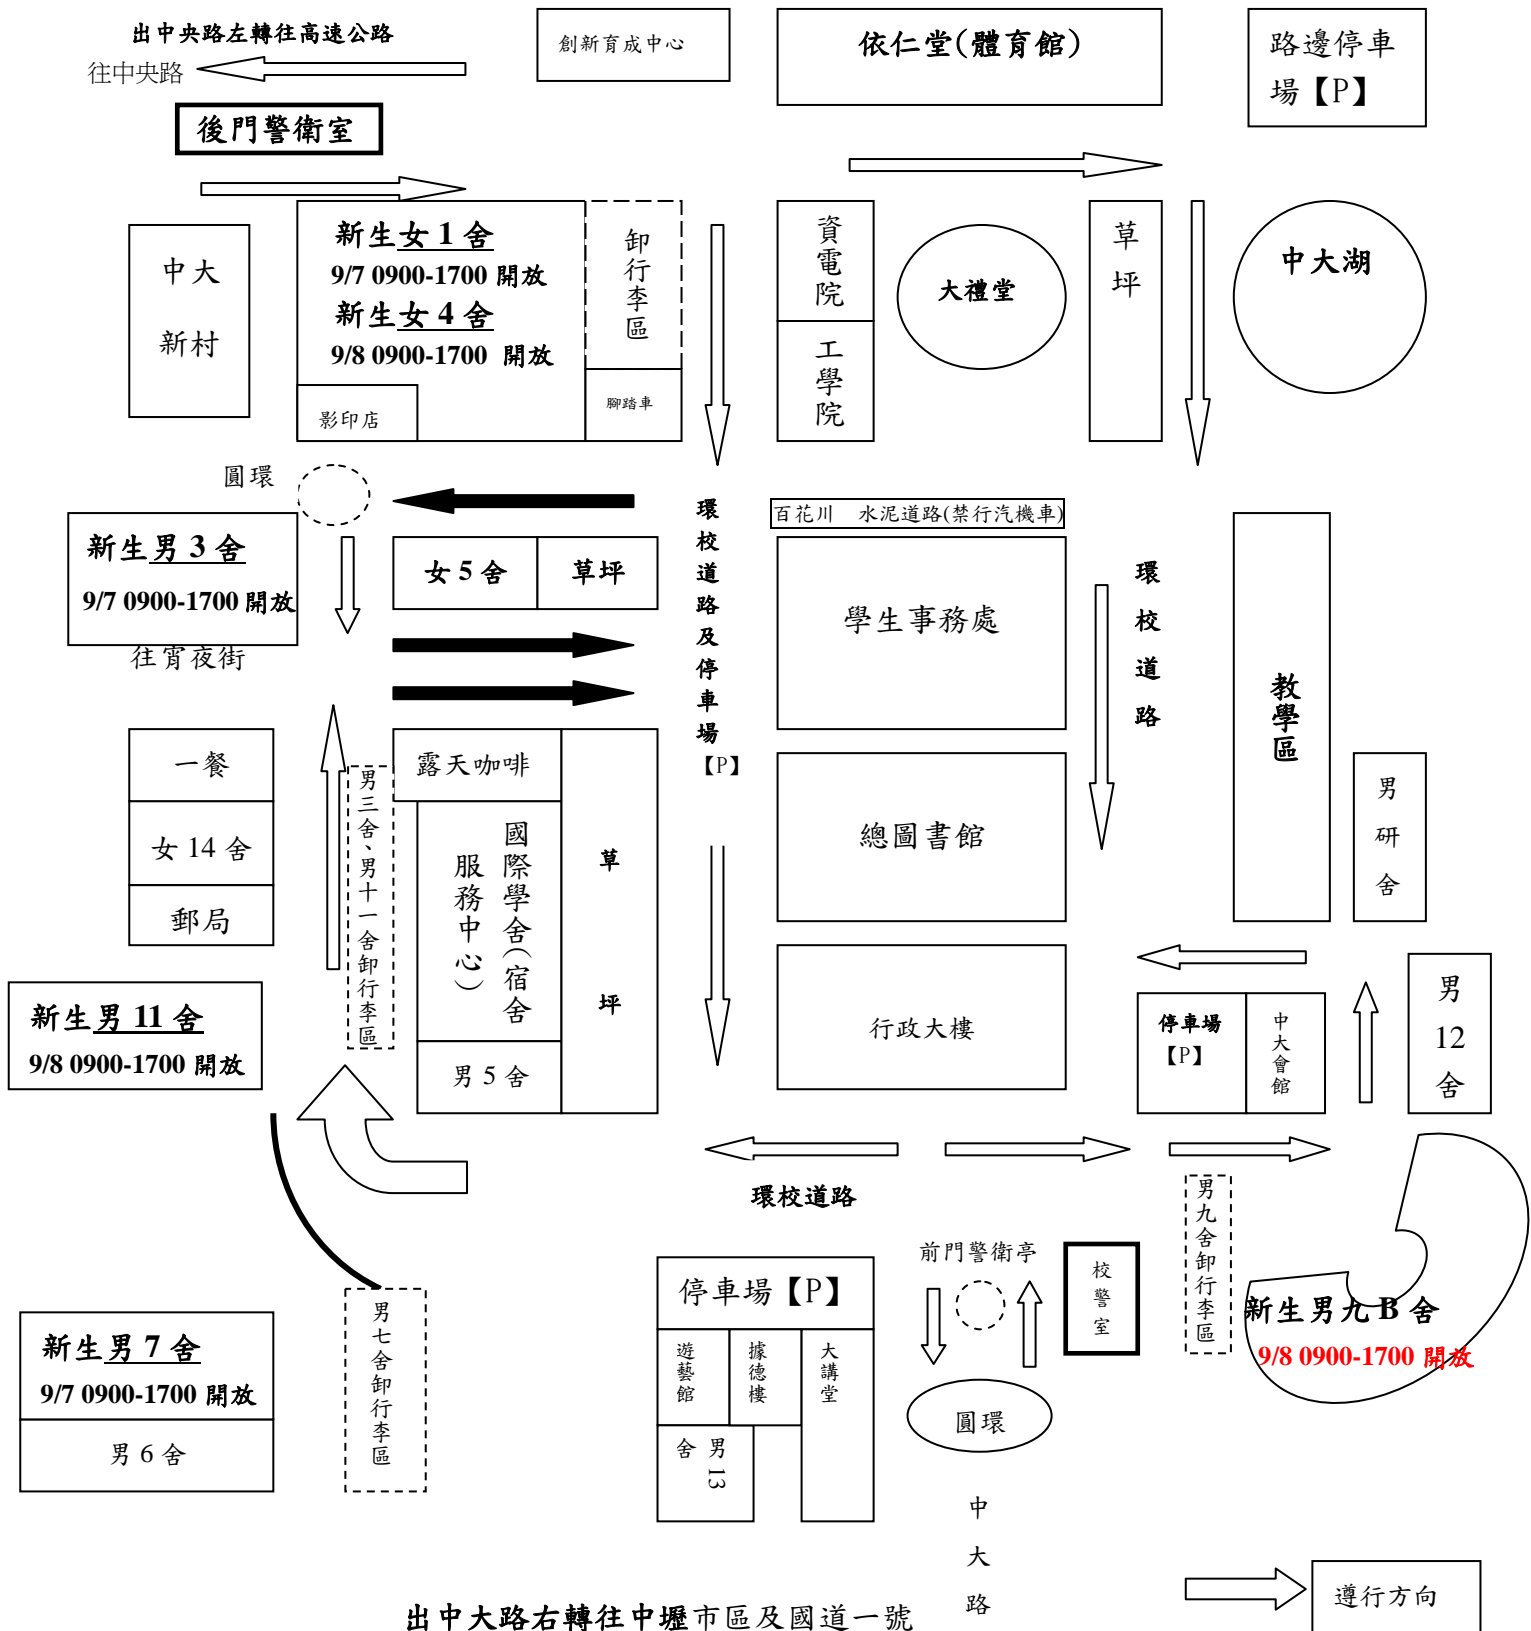 出中央路左轉往高速公路
往中央路
後門警衛室
創新育成中心
依仁堂(體育館)
路邊停車
場【P】
中大
新村
新生女 1 舍
9/7 0900-1700 開放
新生女 4 舍
9/8 0900-1700 開放
影印店
卸行李區
腳踏車
資電院
工學院
大禮堂
草坪
中大湖
圓環
新生男 3 舍
9/7 0900-1700 開放
往宵夜街
女 5 舍
草坪
環校道路及停車場
【P】
百花川 水泥道路(禁行汽機車)
學生事務處
環校道路
教學區
一餐
女 14 舍
郵局
男三舍、男十一舍卸行李區
露天咖啡
國際學舍(宿舍
服務中心)
草坪
總圖書館
男研舍
新生男 11 舍
9/8 0900-1700 開放
男 5 舍
行政大樓
停車場
【P】
中大會館
男 12 舍
環校道路
男九舍卸行李區
前門警衛亭
校警室
新生男九 B 舍
9/8 0900-1700 開放
停車場【P】
遊藝館
據德樓
大講堂
男 13
舍
圓環
新生男 7 舍
9/7 0900-1700 開放
男 6 舍
男七舍卸行李區
中大路
出中大路右轉往中壢市區及國道一號
遵行方向